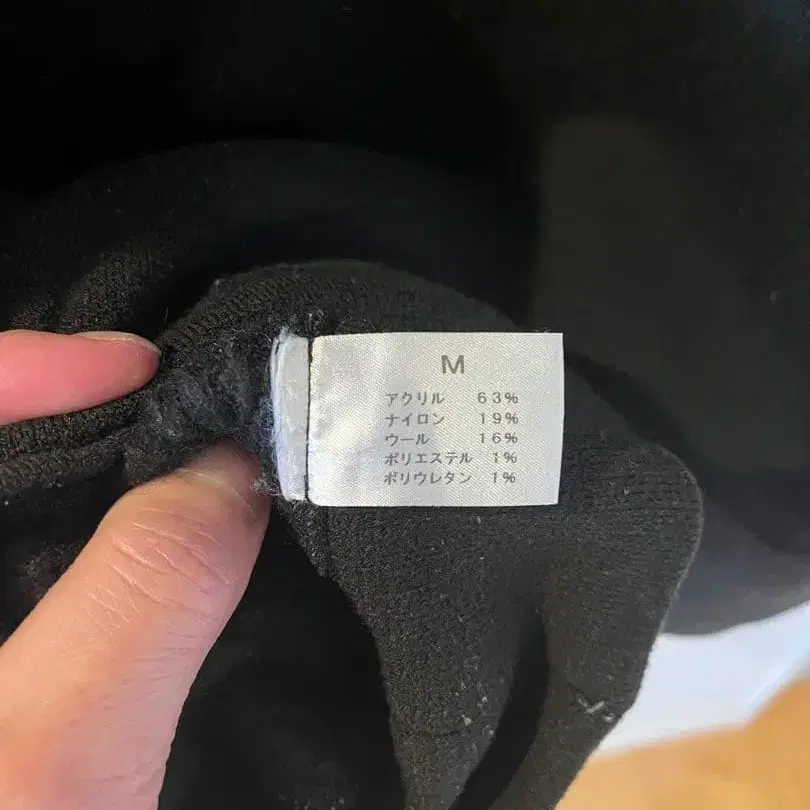 M
アクリル 63%
ナイロン 19%
ウール 16%
ポリエステル 1%
ポリウレタン 1%